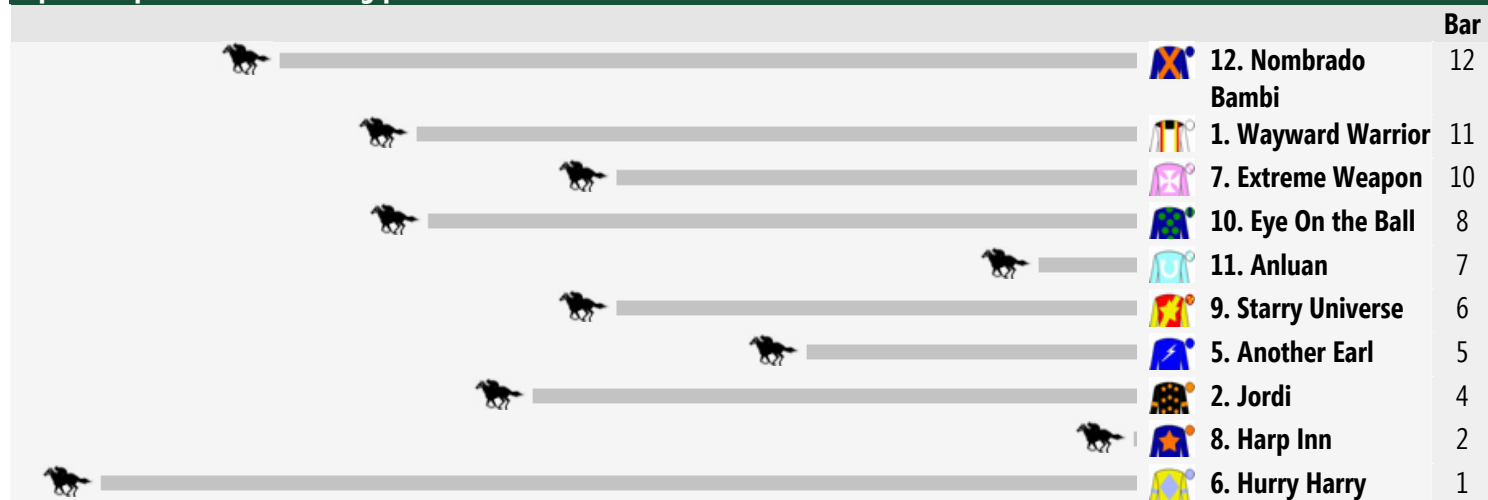 Bar
12. Nombrado 12
Bambi
1. Wayward Warrior 11
7. Extreme Weapon 10
10. Eye On the Ball 8
11. Anluan 7
9. Starry Universe 6
5. Another Earl 5
2. Jordi 4
8. Harp Inn 2
6. Hurry Harry 1